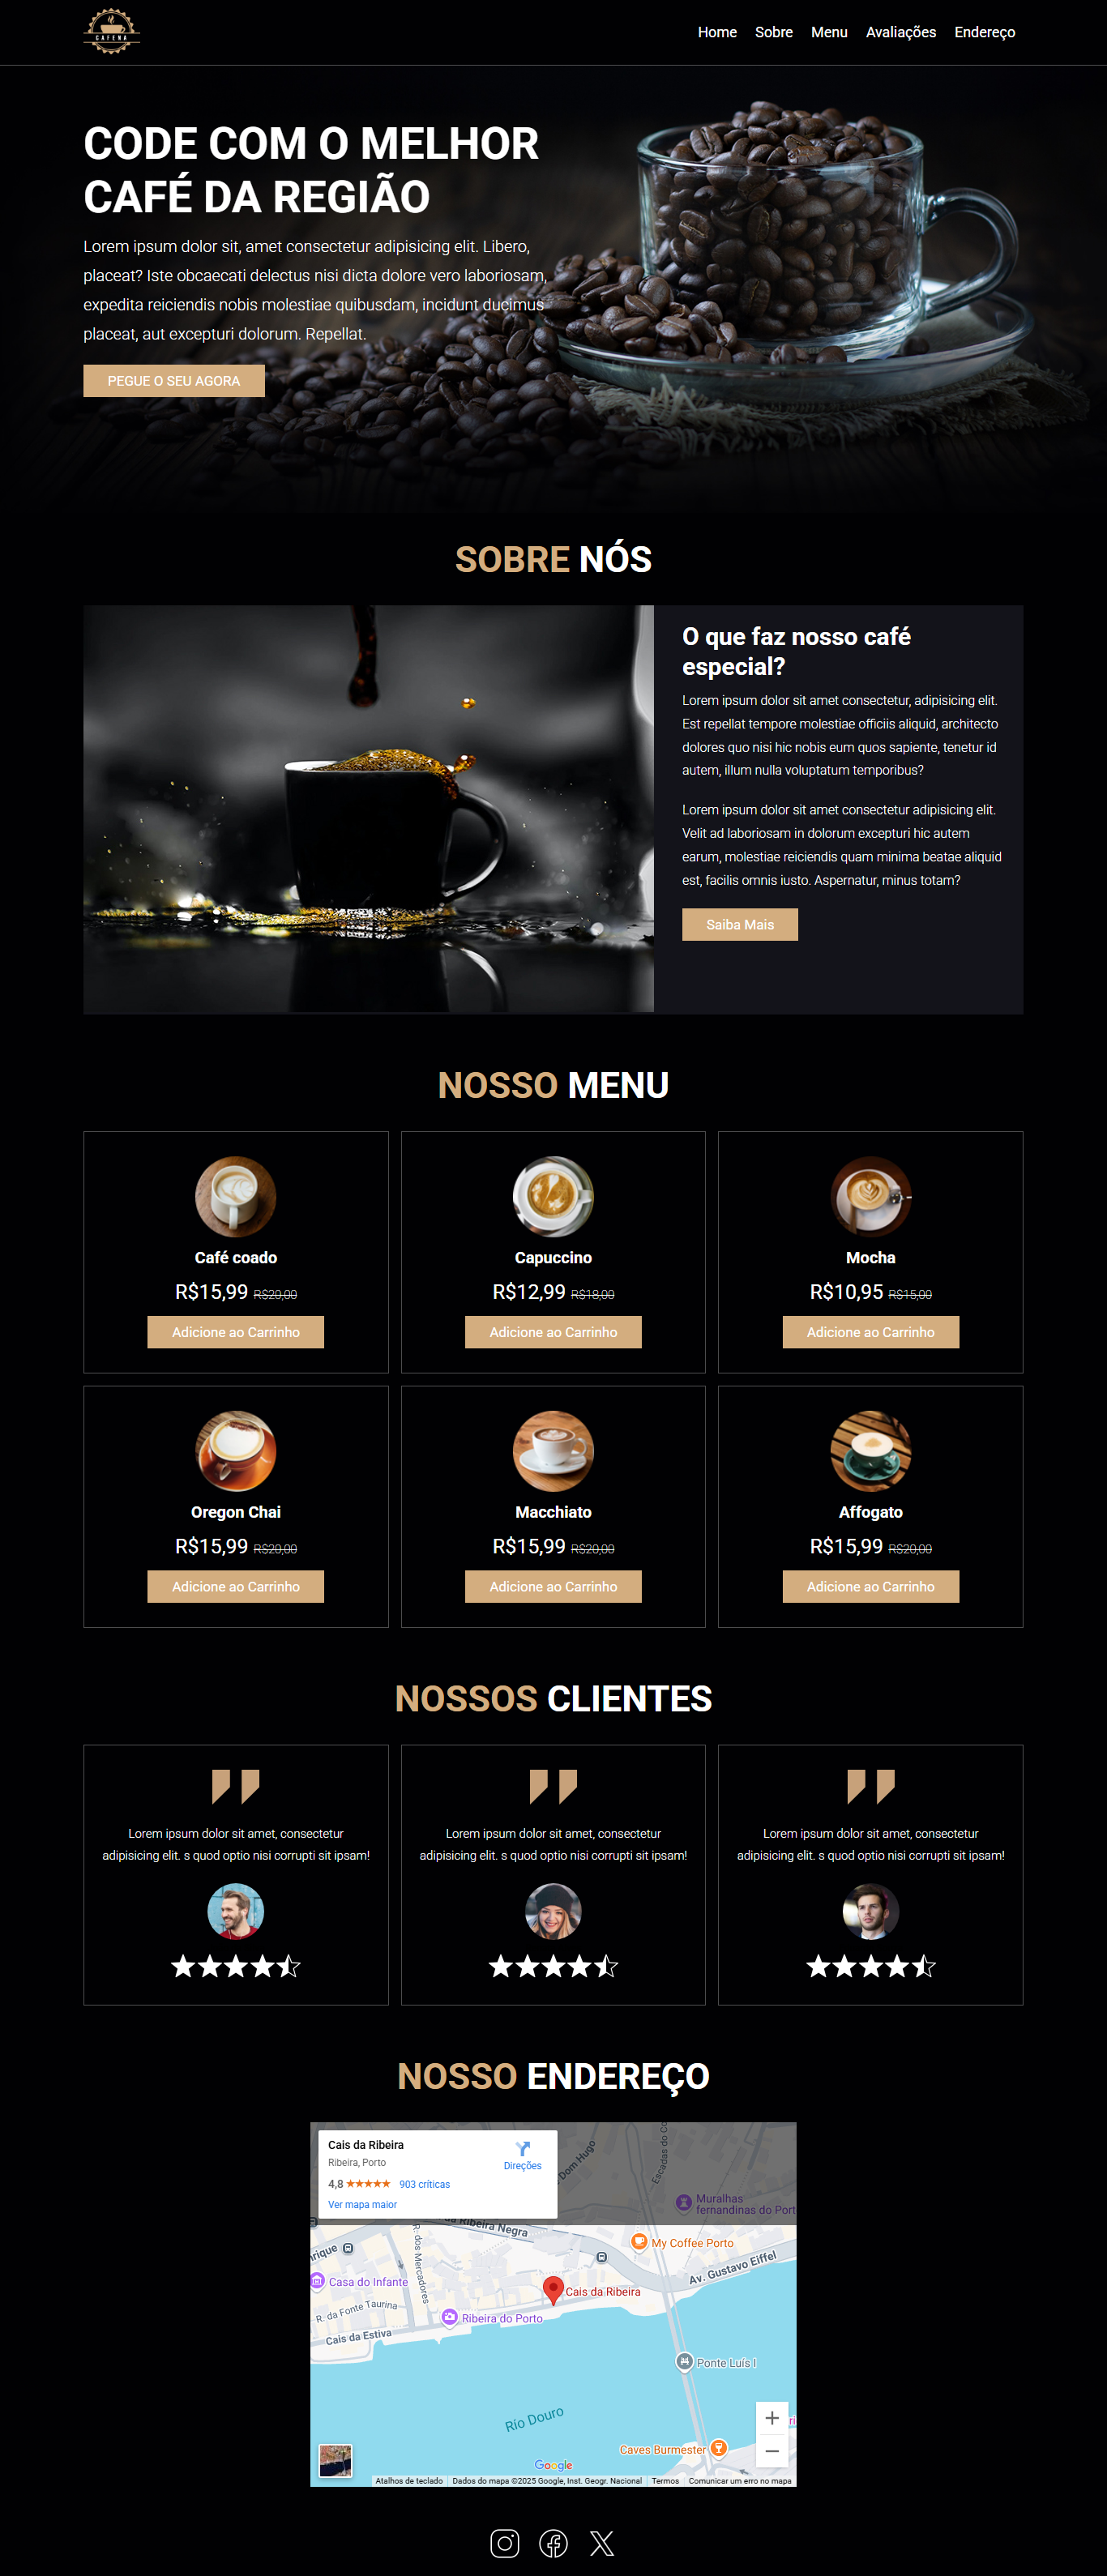 CAFENA
Home Sobre Menu Avaliações Endereço
CODE COM O MELHOR
CAFÉ DA REGIÃO
Lorem ipsum dolor sit, amet consectetur adipisicing elit. Libero,
placeat? Iste obcaecati delectus nisi dicta dolore vero laboriosam,
expedita reiciendis nobis molestiae quibusdam, incidunt ducimus
placeat, aut excepturi dolorum. Repellat.
PEGUE O SEU AGORA
SOBRE NÓS
O que faz nosso café
especial?
Lorem ipsum dolor sit amet consectetur, adipisicing elit.
Est repellat tempore molestiae officiis aliquid, architecto
dolores quo nisi hic nobis eum quos sapiente, tenetur id
autem, illum nulla voluptatum temporibus?
Lorem ipsum dolor sit amet consectetur adipisicing elit.
Velit ad laboriosam in dolorum excepturi hic autem
earum, molestiae reiciendis quam minima beatae aliquid
est, facilis omnis iusto. Aspernatur, minus totam?
Saiba Mais
NOSSO MENU
Café coado
R$15,99 R$20,00
Adicione ao Carrinho
Capuccino
R$12,99 R$18,00
Adicione ao Carrinho
Mocha
R$10,95 R$15,00
Adicione ao Carrinho
Oregon Chai
R$15,99 R$20,00
Adicione ao Carrinho
Macchiato
R$15,99 R$20,00
Adicione ao Carrinho
Affogato
R$15,99 R$20,00
Adicione ao Carrinho
NOSSOS CLIENTES
Lorem ipsum dolor sit amet, consectetur
adipisicing elit. s quod optio nisi corrupti sit ipsam!
Lorem ipsum dolor sit amet, consectetur
adipisicing elit. s quod optio nisi corrupti sit ipsam!
Lorem ipsum dolor sit amet, consectetur
adipisicing elit. s quod optio nisi corrupti sit ipsam!
NOSSO ENDEREÇO
Cais da Ribeira
Ribeira, Porto
4,8 903 críticas
Ver mapa maior
Direções
Dom Hugo
Escadas do Co
Muralhas
fernandinas do Port
Ribeira Negra
My Coffee Porto
R. dos Mercadores
Av. Gustavo Eiffel
Casa do Infante
Cais da Ribeira
R. da Fonte Taurina
Ribeira do Porto
Cais da Estiva
Ponte Luís I
Río Douro
Caves Burmester
Google
Atalhos de teclado
Dados do mapa ©2025 Google, Inst. Geogr. Nacional
Termos
Comunicar um erro no mapa